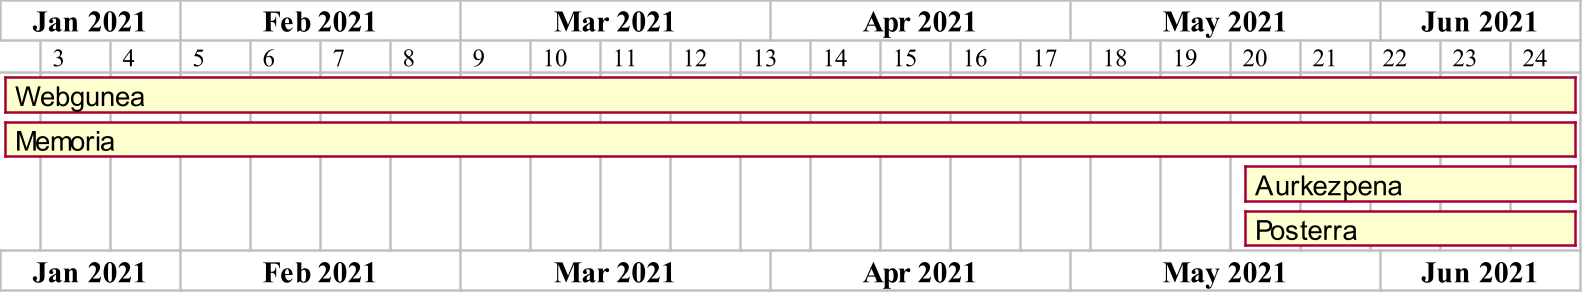 Jan 2021 Feb 2021 Mar 2021 Apr 2021 May 2021 Jun 2021
3 4 5 6 7 8 9 10 11 12 13 14 15 16 17 18 19 20 21 22 23 24
Webgunea
Memoria
Aurkezpena
Posterra
Jan 2021 Feb 2021 Mar 2021 Apr 2021 May 2021 Jun 2021